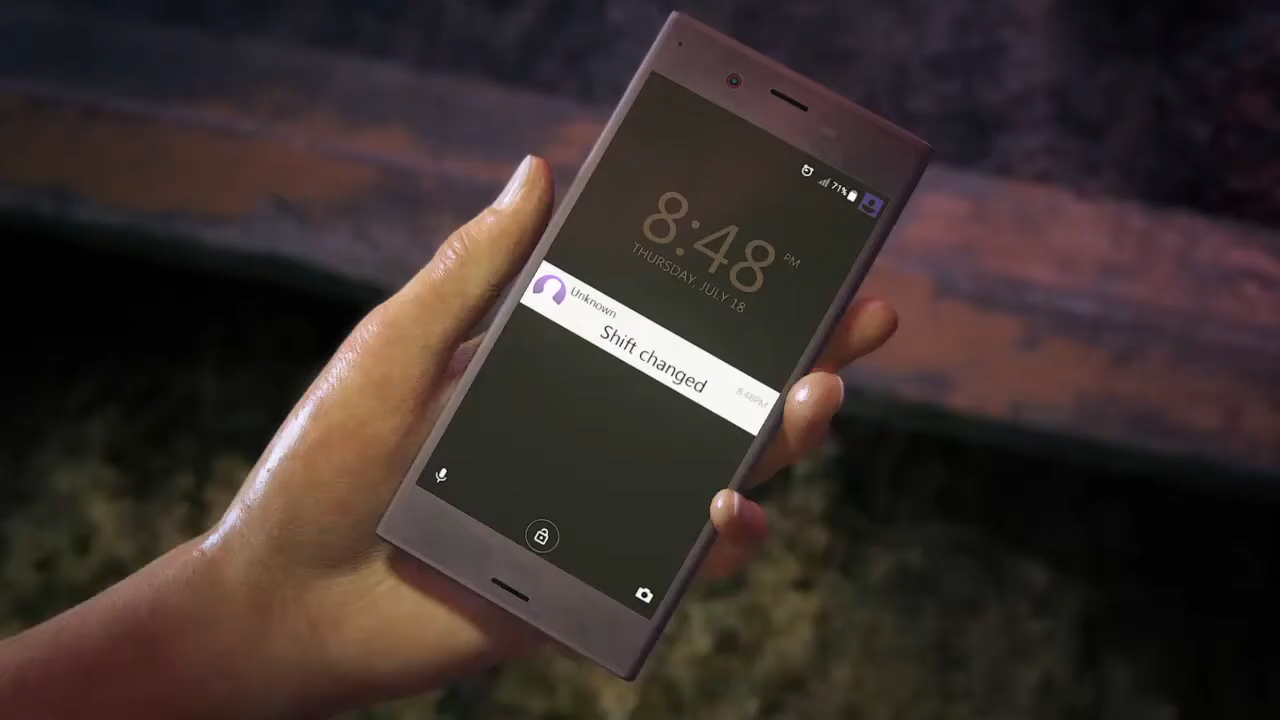 71%
8:48 PM
THURSDAY, JULY 18
Unknown
Shift changed
8:48PM